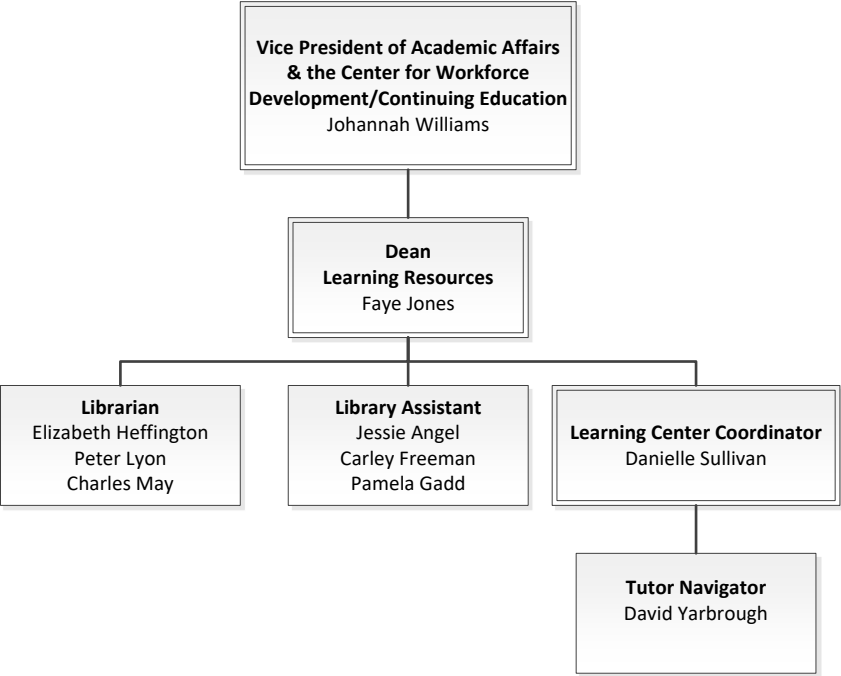 Vice President of Academic Affairs
& the Center for Workforce
Development/Continuing Education
Johannah Williams
Dean
Learning Resources
Faye Jones
Librarian
Elizabeth Heffington
Peter Lyon
Charles May
Library Assistant
Jessie Angel
Carley Freeman
Pamela Gadd
Learning Center Coordinator
Danielle Sullivan
Tutor Navigator
David Yarbrough